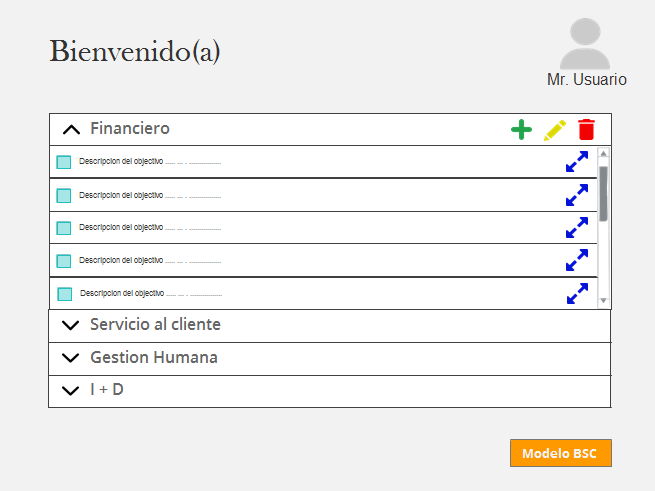 Bienvenido(a)
Mr. Usuario
Financiero
Descripcion del objectivo ...... ... . ...............
Descripcion del objectivo ...... ... . ...............
Descripcion del objectivo ...... ... . ...............
Descripcion del objectivo ...... ... . ...............
Descripcion del objectivo ...... ... . ...............
Servicio al cliente
Gestion Humana
I + D
Modelo BSC